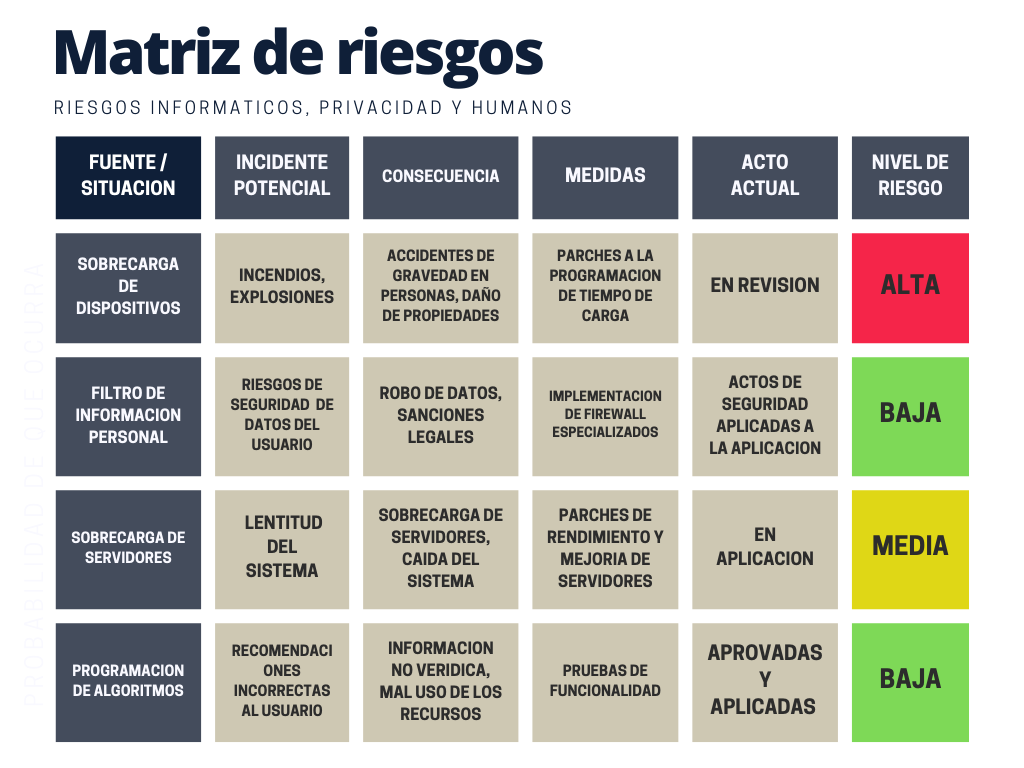 Matriz de riesgos
RIESGOS INFORMATICOS, PRIVACIDAD Y HUMANOS
FUENTE /
SITUACION
INCIDENTE
POTENCIAL
CONSECUENCIA
MEDIDAS
ACTO
ACTUAL
NIVEL DE
RIESGO
SOBRECARGA
DE
DISPOSITIVOS
INCENDIOS,
EXPLOSIONES
ACCIDENTES DE
GRAVEDAD EN
PERSONAS, DAÑO
DE PROPIEDADES
PARCHES A LA
PROGRAMACION
DE TIEMPO DE
CARGA
EN REVISION
ALTA
FILTRO DE
INFORMACION
PERSONAL
RIESGOS DE
SEGURIDAD DE
DATOS DEL
USUARIO
ROBO DE DATOS,
SANCIONES
LEGALES
IMPLEMENTACION
DE FIREWALL
ESPECIALIZADOS
ACTOS DE
SEGURIDAD
APLICADAS A
LA APLICACION
BAJA
SOBRECARGA DE
SERVIDORES
LENTITUD
DEL
SISTEMA
SOBRECARGA DE
SERVIDORES,
CAIDA DEL
SISTEMA
PARCHES DE
RENDIMIENTO Y
MEJORIA DE
SERVIDORES
EN
APLICACION
MEDIA
PROGRAMACION
DE ALGORITMOS
RECOMENDACI
ONES
INCORRECTAS
AL USUARIO
INFORMACION
NO VERIDICA,
MAL USO DE LOS
RECURSOS
PRUEBAS DE
FUNCIONALIDAD
APROVADAS
Y
APLICADAS
BAJA
PROBABILIDAD DE QUE OCURRA